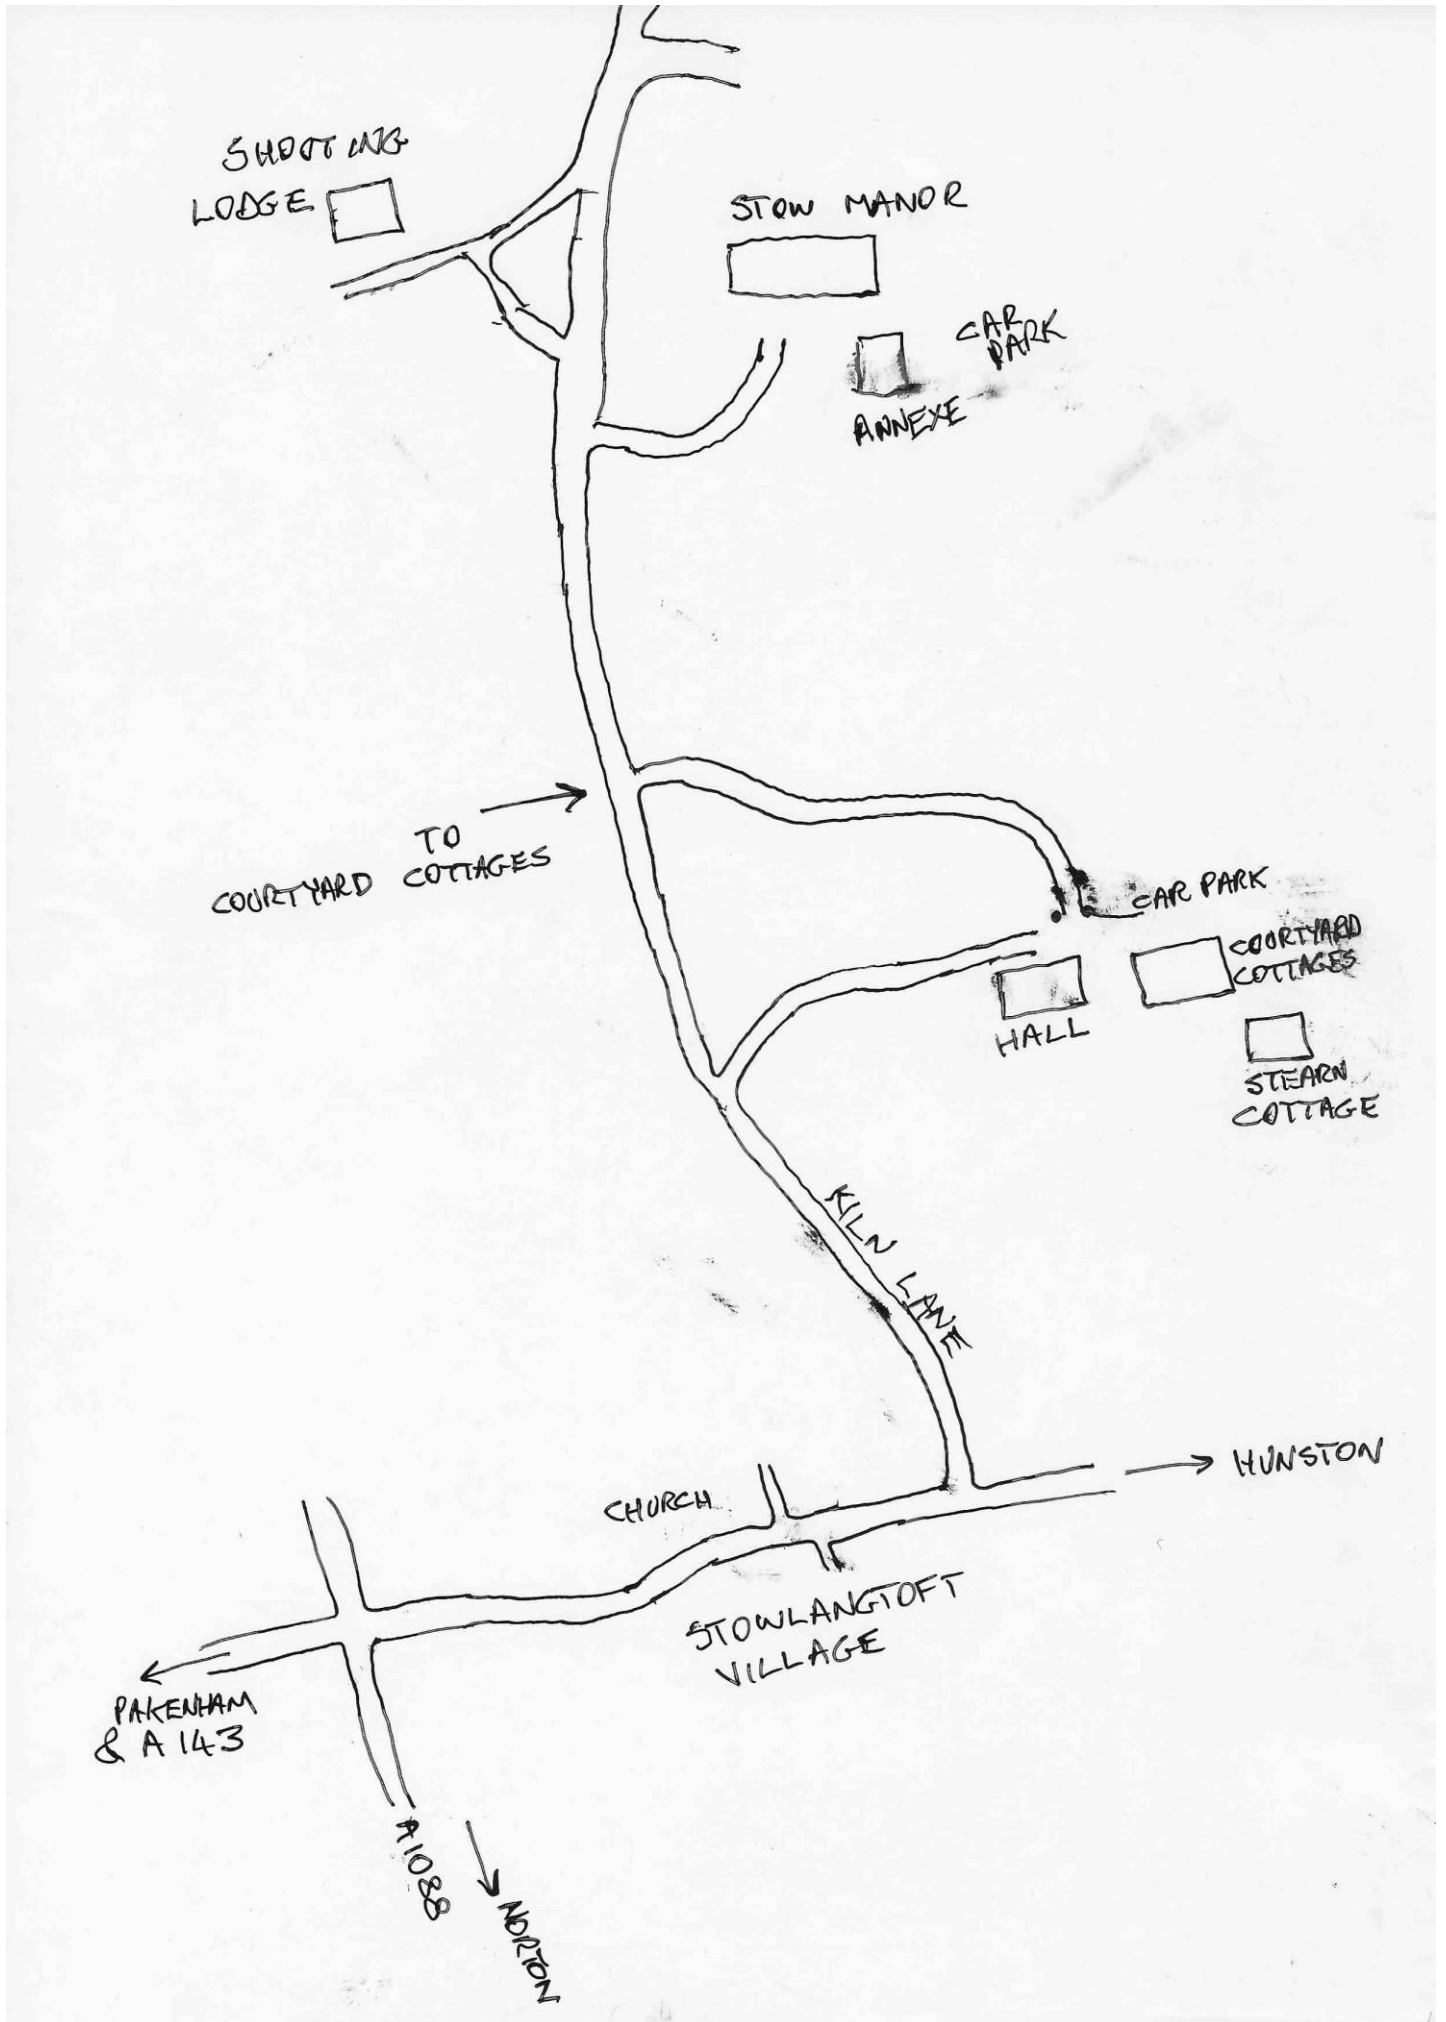 SHOOTING
LODGE
STOW MANOR
CAR
PARK
ANNEXE
TO
COURTYARD COTTAGES
CAR PARK
COURTYARD
COTTAGES
HALL
STEARN
COTTAGE
KILN LANE
HUNSTON
CHURCH
STOWLANGTOFT
VILLAGE
PAKENHAM
& A143
A1088
NORTON